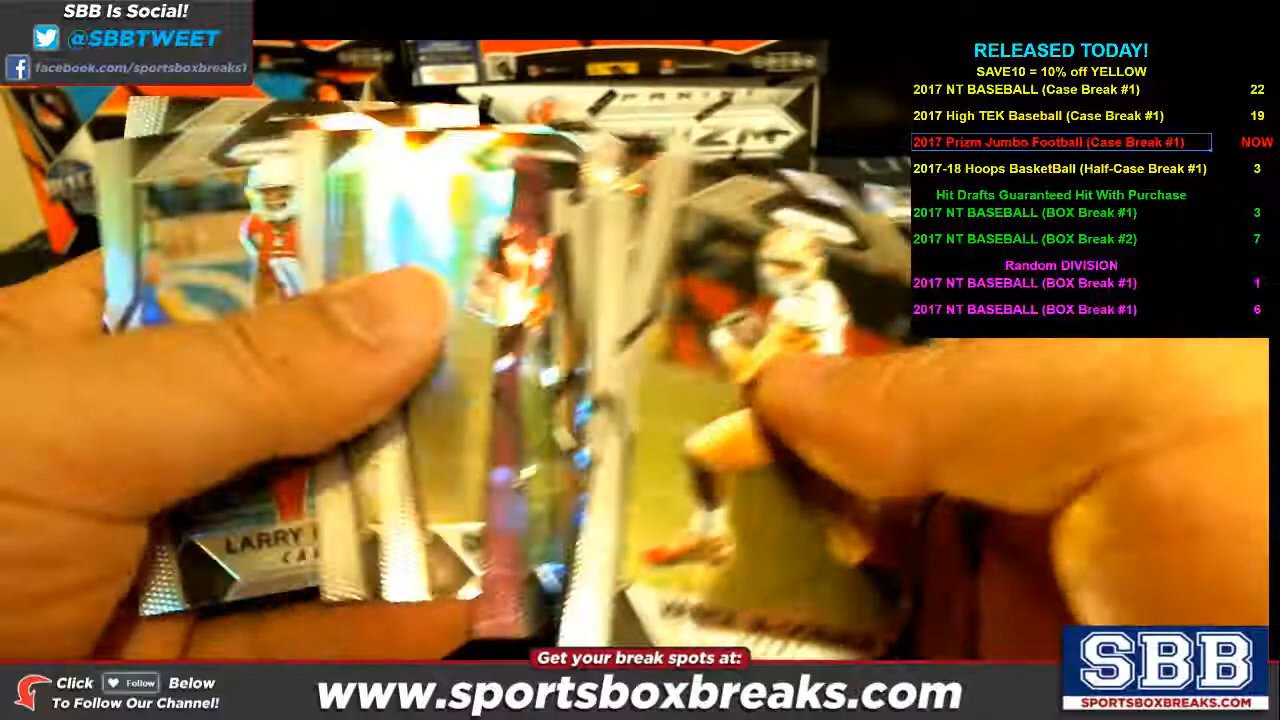 SBB Is Social!
@SBBTWEET
facebook.com/sportsboxbreaks1
RELEASED TODAY!
SAVE10 = 10% off YELLOW
2017 NT BASEBALL (Case Break #1) 22
2017 High TEK Baseball (Case Break #1) 19
2017 Prizm Jumbo Football (Case Break #1) NOW
2017-18 Hoops BasketBall (Half-Case Break #1) 3
Hit Drafts Guaranteed Hit With Purchase
2017 NT BASEBALL (BOX Break #1) 3
2017 NT BASEBALL (BOX Break #2) 7
Random DIVISION
2017 NT BASEBALL (BOX Break #1) 1
2017 NT BASEBALL (BOX Break #1) 6
PANINI
LARRY
CA
Get your break spots at:
Click Follow Below
To Follow Our Channel!
www.sportsboxbreaks.com
SBB
SPORTSBOXBREAKS.COM